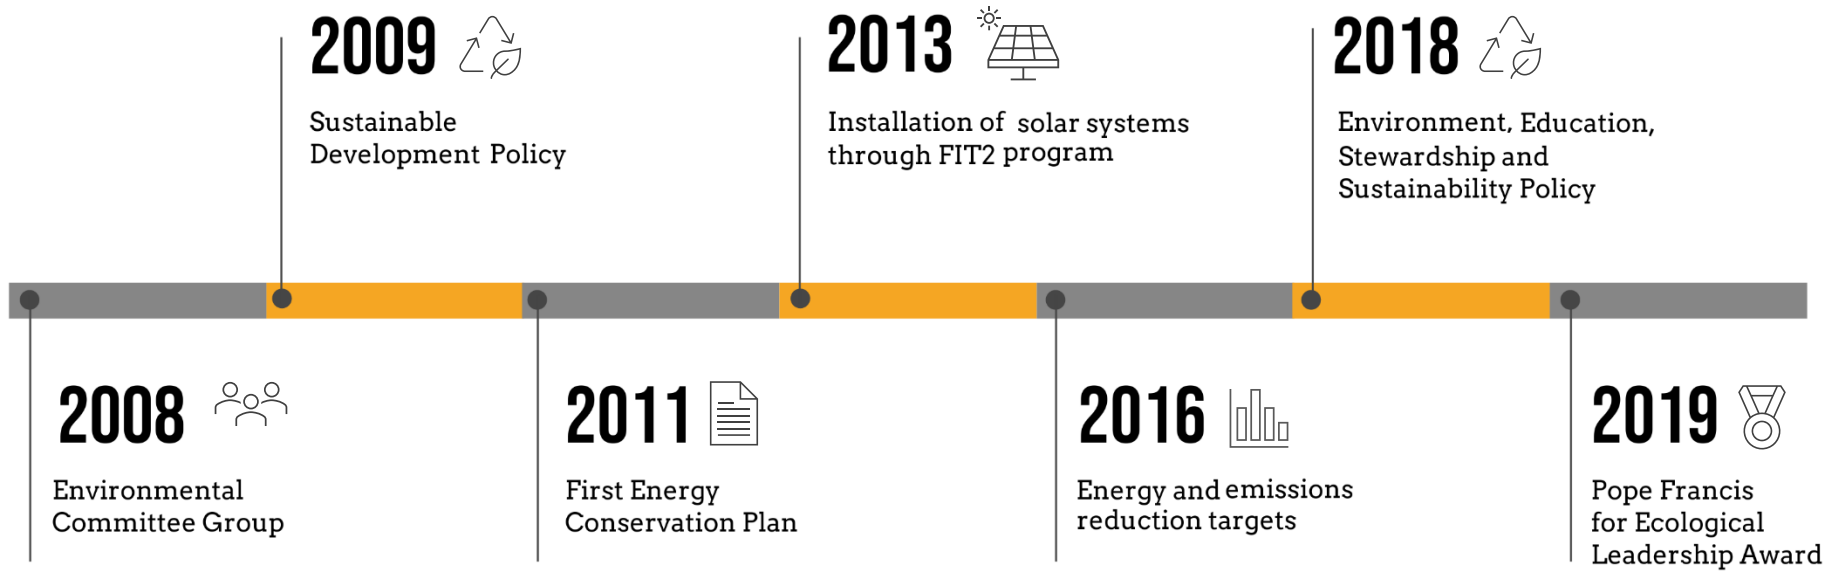 2009
Sustainable
Development Policy
2013
Installation of solar systems
through FIT2 program
2018
Environment, Education,
Stewardship and
Sustainability Policy
2008
Environmental
Committee Group
2011
First Energy
Conservation Plan
2016
Energy and emissions
reduction targets
2019
Pope Francis
for Ecological
Leadership Award